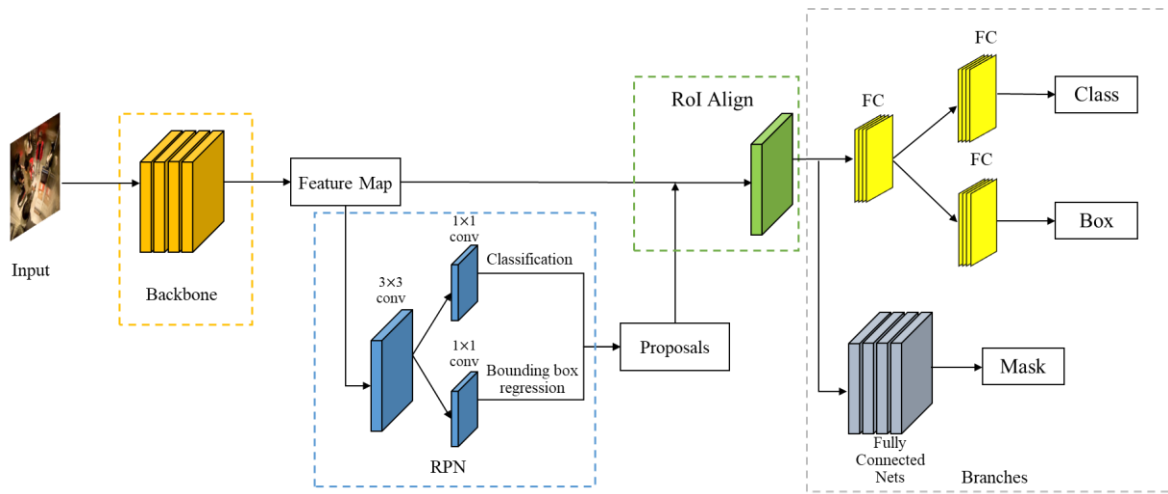 Input
Backbone
Feature Map
3×3
conv
1×1
conv
Classification
1×1
conv
Bounding box
regression
RPN
Proposals
RoI Align
FC
FC
Class
FC
Box
Fully
Connected
Nets
Mask
Branches